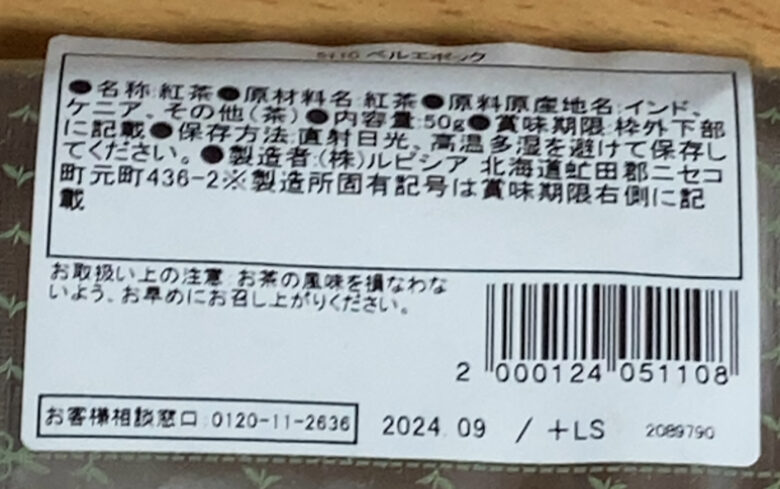 5110 ベルエポック
●名称:紅茶●原材料名:紅茶●原料原産地名:インド、
ケニア、その他(茶)●内容量:50g●賞味期限:枠外下部
に記載●保存方法:直射日光、高温多湿を避けて保存し
てください。●製造者:(株)ルピシア 北海道虻田郡ニセコ
町元町436-2※製造所固有記号は賞味期限右側に記
載
お取扱い上の注意:お茶の風味を損なわな
いよう、お早めにお召し上がりください。
2 000124 051108
お客様相談窓口:0120-11-2636
2024.09 / +LS 2089790